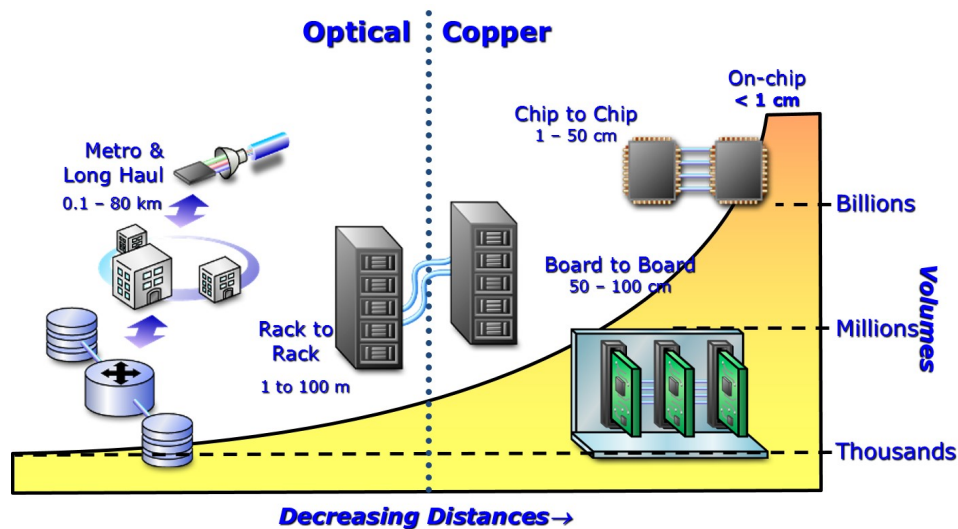 Optical
Copper
On-chip
< 1 cm
Chip to Chip
1 – 50 cm
Metro &
Long Haul
0.1 – 80 km
Billions
Board to Board
50 – 100 cm
Volumes
Rack to
Rack
1 to 100 m
Millions
Thousands
Decreasing Distances→